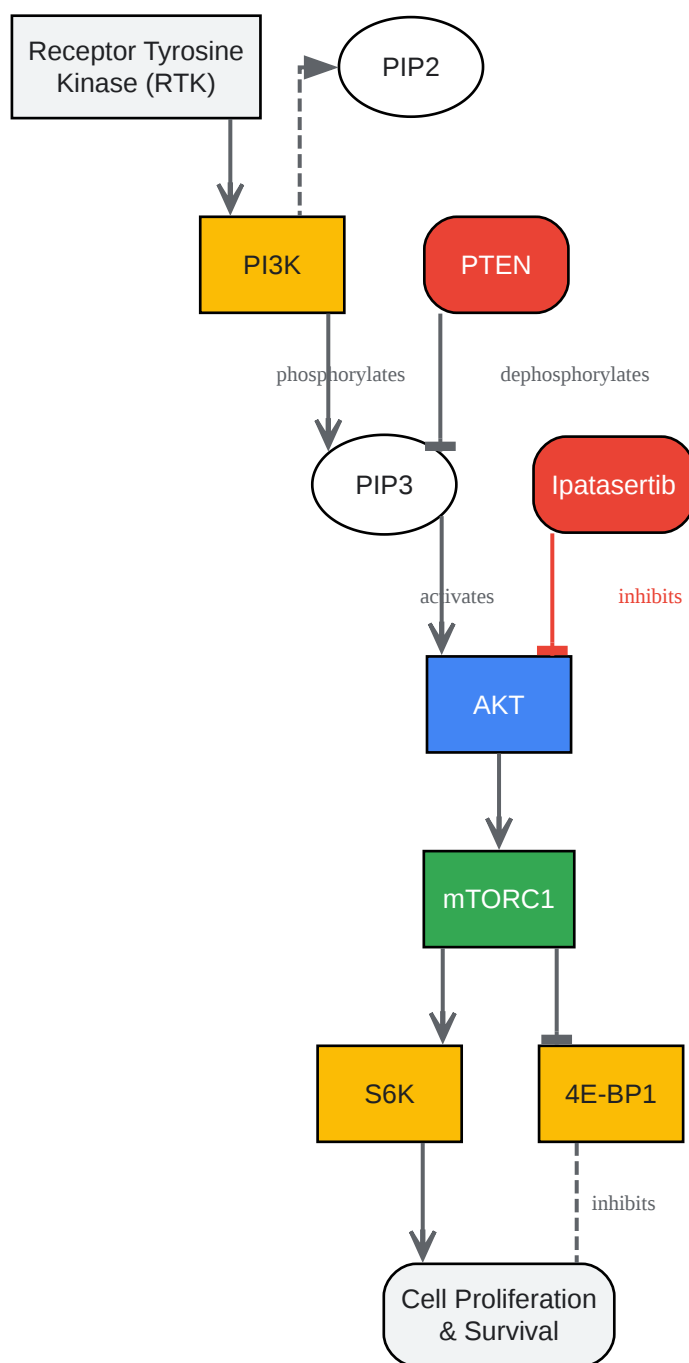 Receptor Tyrosine
Kinase (RTK)
PIP2
PI3K
PTEN
phosphorylates
dephosphorylates
PIP3
Ipatasertib
activates
inhibits
AKT
mTORC1
S6K
4E-BP1
inhibits
Cell Proliferation
& Survival